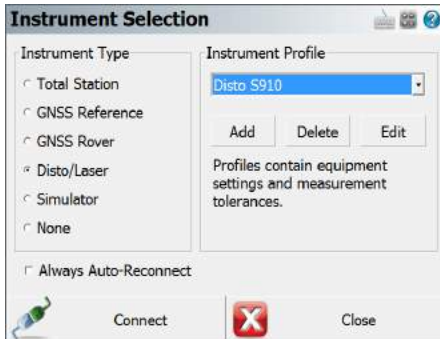 Instrument Selection
Instrument Type
Total Station
GNSS Reference
GNSS Rover
Disto/Laser
Simulator
None
Instrument Profile
Disto S910
Add Delete Edit
Profiles contain equipment
settings and measurement
tolerances.
Always Auto-Reconnect
Connect Close